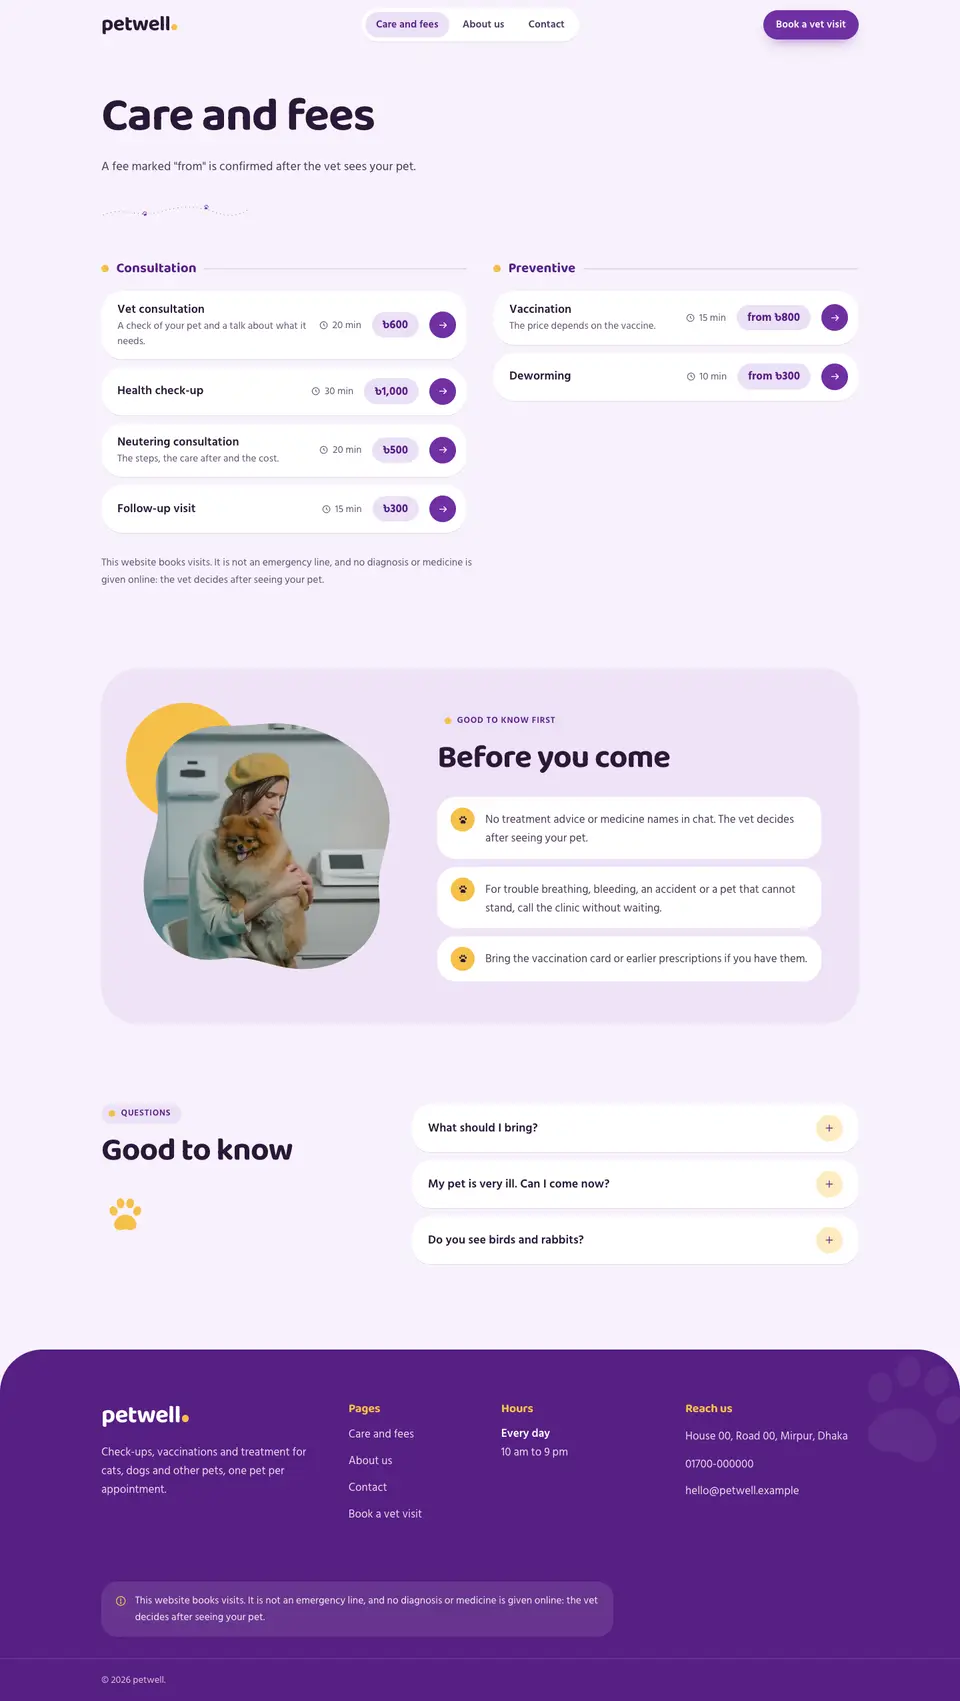 petwell.
Care and fees
About us
Contact
Book a vet visit
Care and fees
A fee marked "from" is confirmed after the vet sees your pet.
Consultation
Vet consultation
A check of your pet and a talk about what it
needs.
20 min
৳600
Health check-up
30 min
৳1,000
Neutering consultation
The steps, the care after and the cost.
20 min
৳500
Follow-up visit
15 min
৳300
Preventive
Vaccination
The price depends on the vaccine.
15 min
from ৳800
Deworming
10 min
from ৳300
This website books visits. It is not an emergency line, and no diagnosis or medicine is
given online: the vet decides after seeing your pet.
GOOD TO KNOW FIRST
Before you come
No treatment advice or medicine names in chat. The vet decides
after seeing your pet.
For trouble breathing, bleeding, an accident or a pet that cannot
stand, call the clinic without waiting.
Bring the vaccination card or earlier prescriptions if you have them.
QUESTIONS
Good to know
What should I bring?
My pet is very ill. Can I come now?
Do you see birds and rabbits?
petwell.
Check-ups, vaccinations and treatment for
cats, dogs and other pets, one pet per
appointment.
Pages
Care and fees
About us
Contact
Book a vet visit
Hours
Every day
10 am to 9 pm
Reach us
House 00, Road 00, Mirpur, Dhaka
01700-000000
hello@petwell.example
This website books visits. It is not an emergency line, and no diagnosis or medicine is given online: the vet
decides after seeing your pet.
© 2026 petwell.